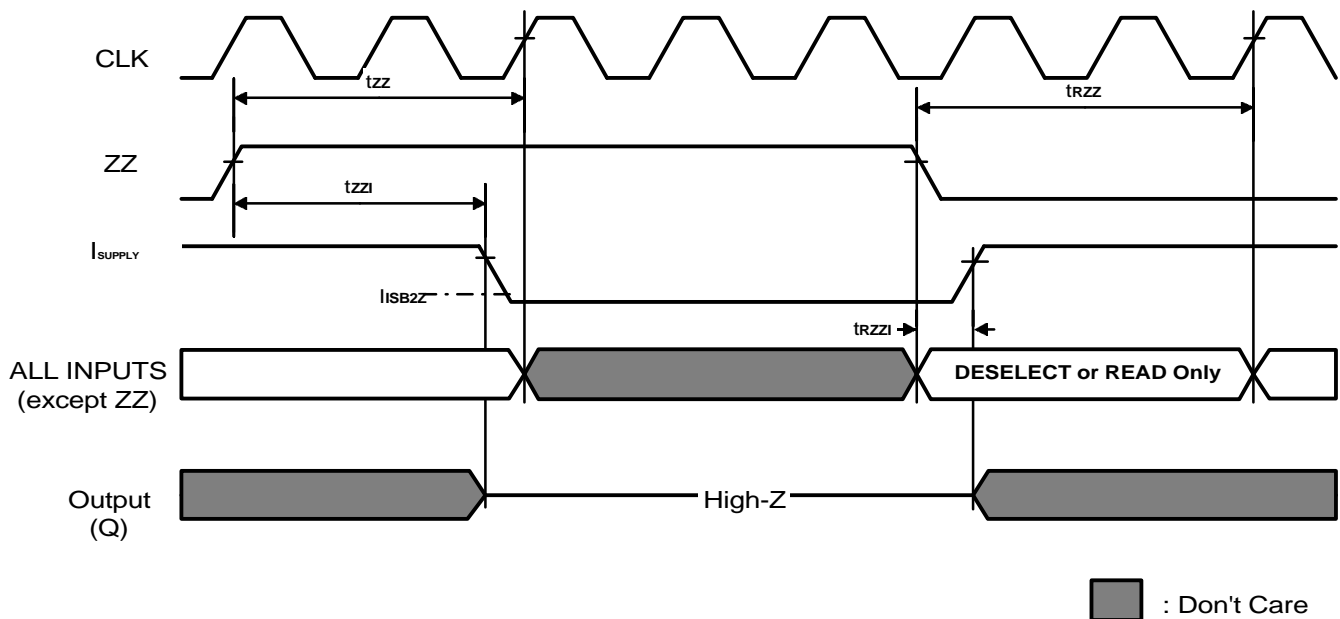 CLK
tzz
tRZZ
ZZ
tZZI
ISUPPLY
IISB2Z
tRZZI
ALL INPUTS
(except ZZ)
DESELECT or READ Only
Output
(Q)
High-Z
: Don't Care